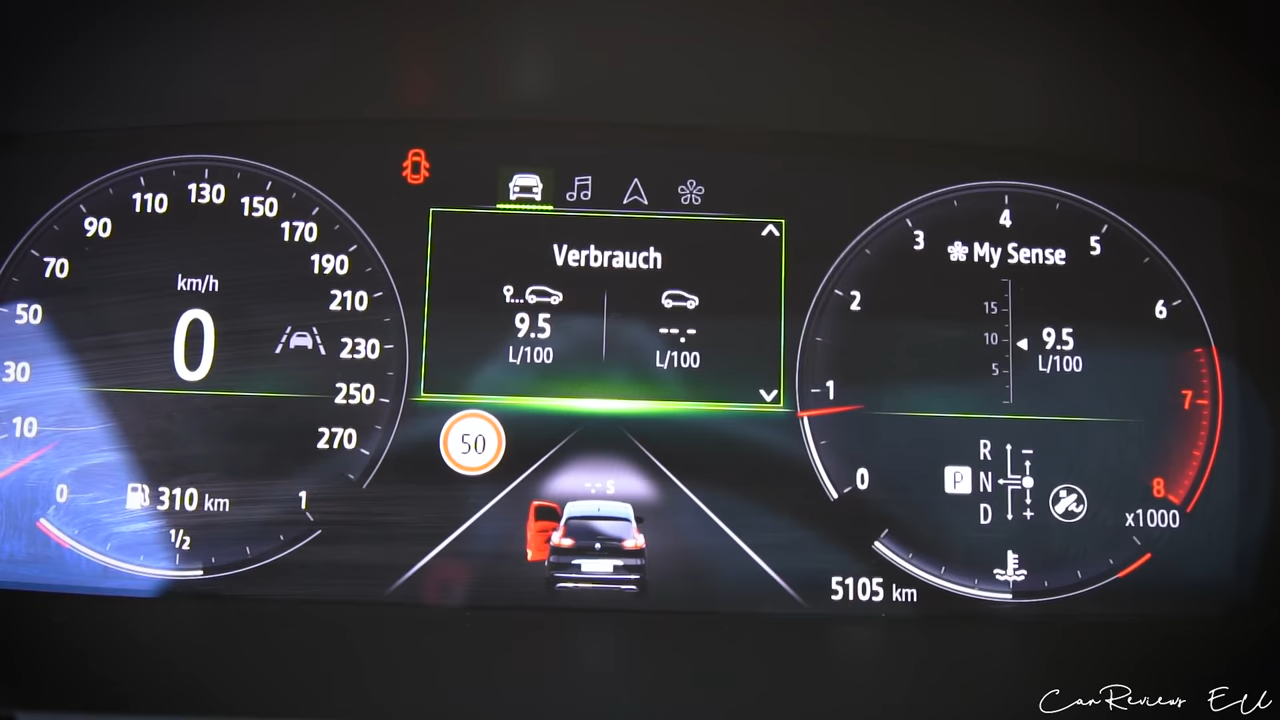 110 130 150
90 170
70 190
50 210
30 230
10 250
270
km/h
0
0 310 km 1
1/2
Verbrauch
9.5
L/100
--.-
L/100
50
-.- S
4
3 5
2 6
1 7
0 8
x1000
My Sense
15
10
5
9.5
L/100
R -
P N
D +
5105 km
CarReviews EU